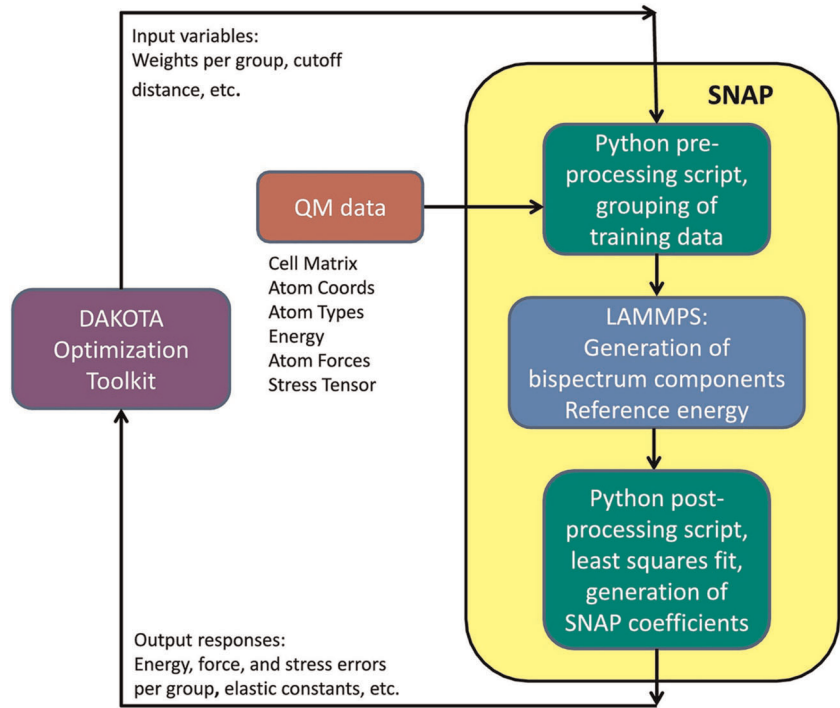 Input variables:
Weights per group, cutoff
distance, etc.
SNAP
Python pre-
processing script,
grouping of
training data
QM data
Cell Matrix
Atom Coords
Atom Types
Energy
Atom Forces
Stress Tensor
DAKOTA
Optimization
Toolkit
LAMMPS:
Generation of
bispectrum components
Reference energy
Python post-
processing script,
least squares fit,
generation of
SNAP coefficients
Output responses:
Energy, force, and stress errors
per group, elastic constants, etc.